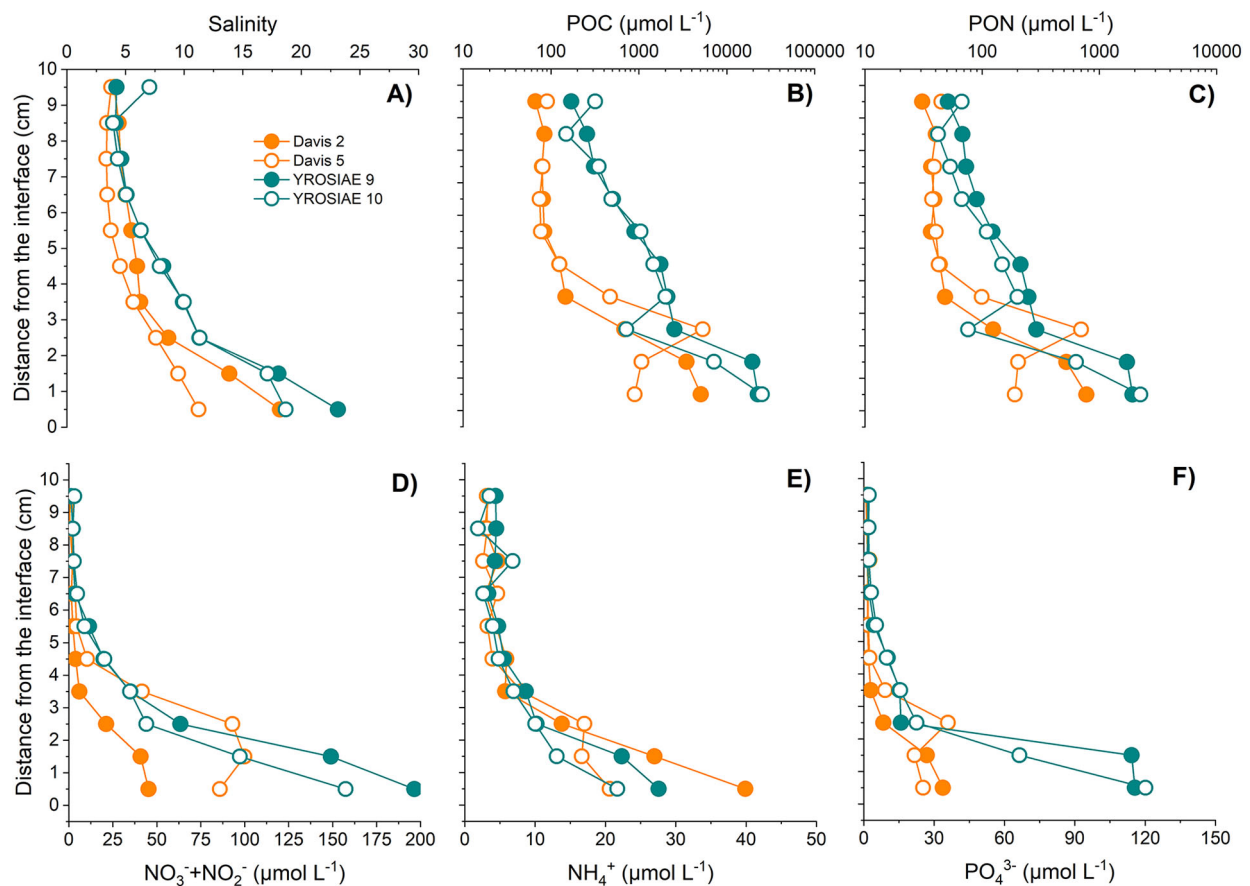 Salinity
0 5 10 15 20 25 30
POC (µmol L⁻¹)
10 100 1000 10000 100000
PON (µmol L⁻¹)
10 100 1000 10000
Distance from the interface (cm)
10
9
8
7
6
5
4
3
2
1
0
A)
Davis 2
Davis 5
YROSIAE 9
YROSIAE 10
B)
C)
Distance from the interface (cm)
10
9
8
7
6
5
4
3
2
1
0
D)
E)
F)
0 25 50 75 100 125 150 175 200
NO₃⁻+NO₂⁻ (µmol L⁻¹)
0 10 20 30 40 50
NH₄⁺ (µmol L⁻¹)
0 30 60 90 120 150
PO₄³⁻ (µmol L⁻¹)